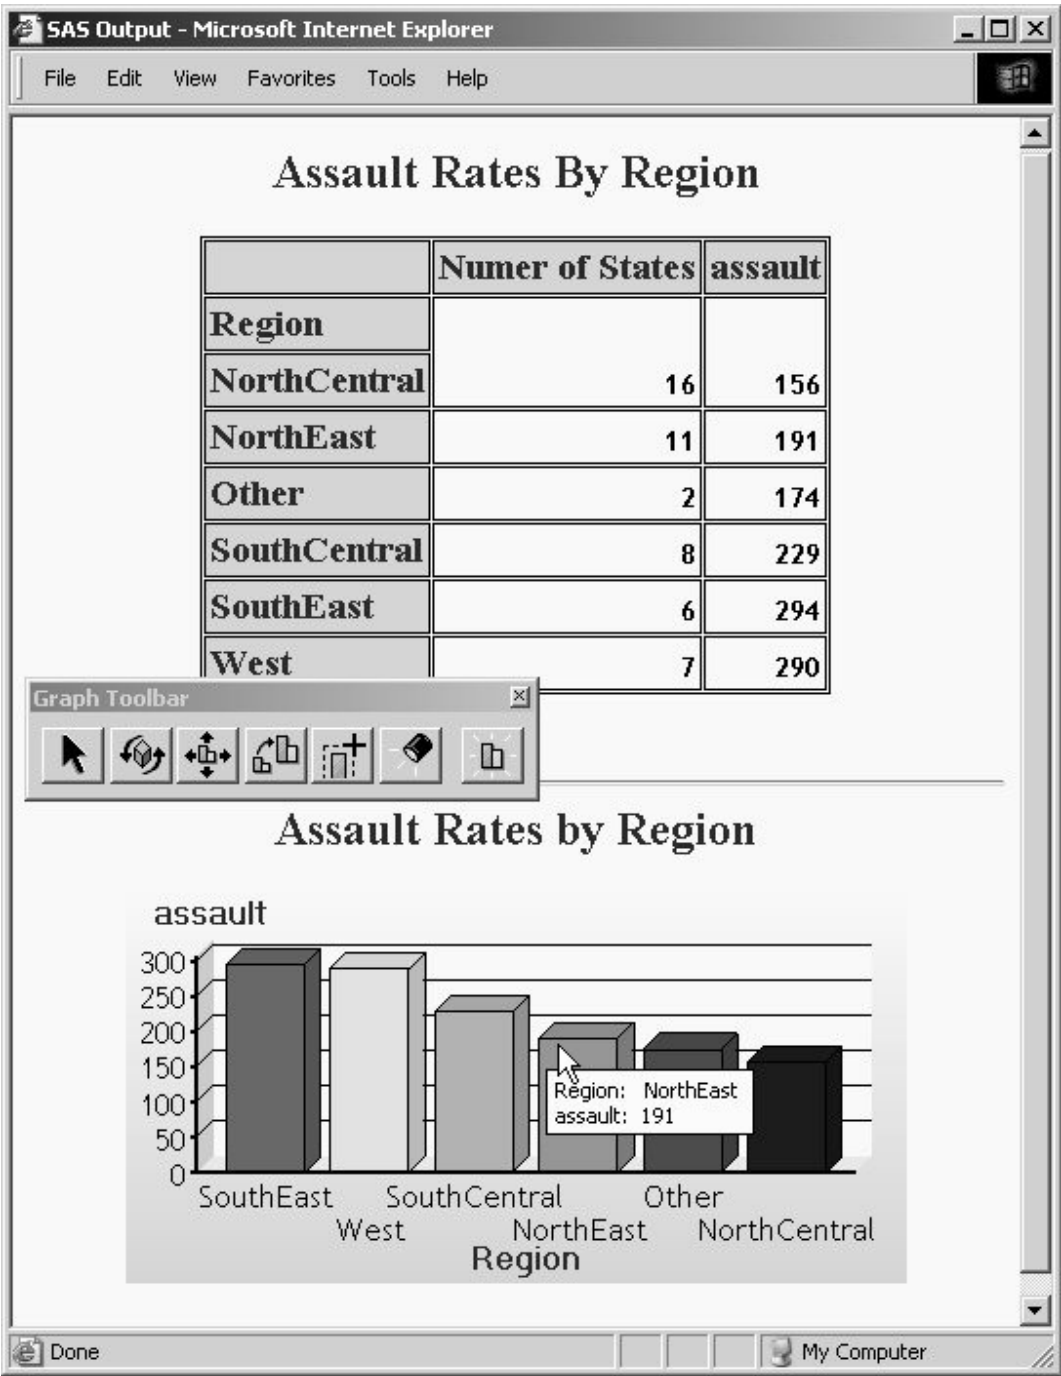 SAS Output - Microsoft Internet Explorer
File Edit View Favorites Tools Help
Assault Rates By Region
Numer of States assault
Region
NorthCentral 16 156
NorthEast 11 191
Other 2 174
SouthCentral 8 229
SouthEast 6 294
West 7 290
Graph Toolbar
Assault Rates by Region
assault
300
250
200
150
100
50
0
Region: NorthEast
assault: 191
SouthEast SouthCentral Other
West NorthEast NorthCentral
Region
Done My Computer